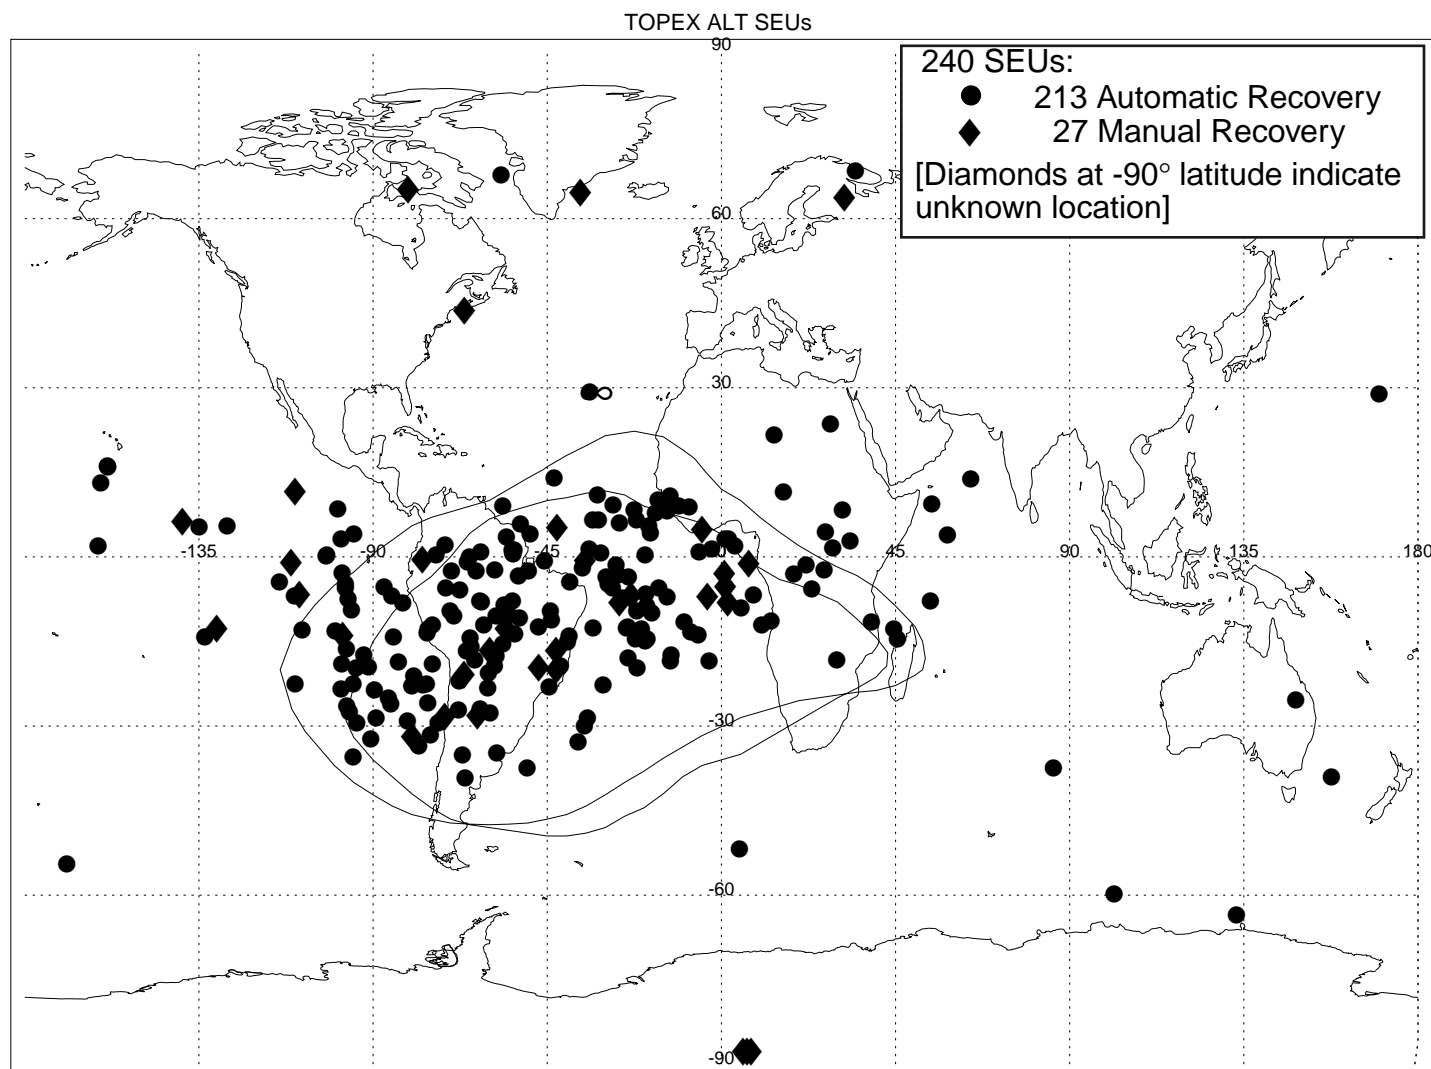 TOPEX ALT SEUs
90
240 SEUs:
213 Automatic Recovery
27 Manual Recovery
[Diamonds at -90° latitude indicate
unknown location]
60
30
-135
-90
-45
45
90
135
180
-30
-60
-90